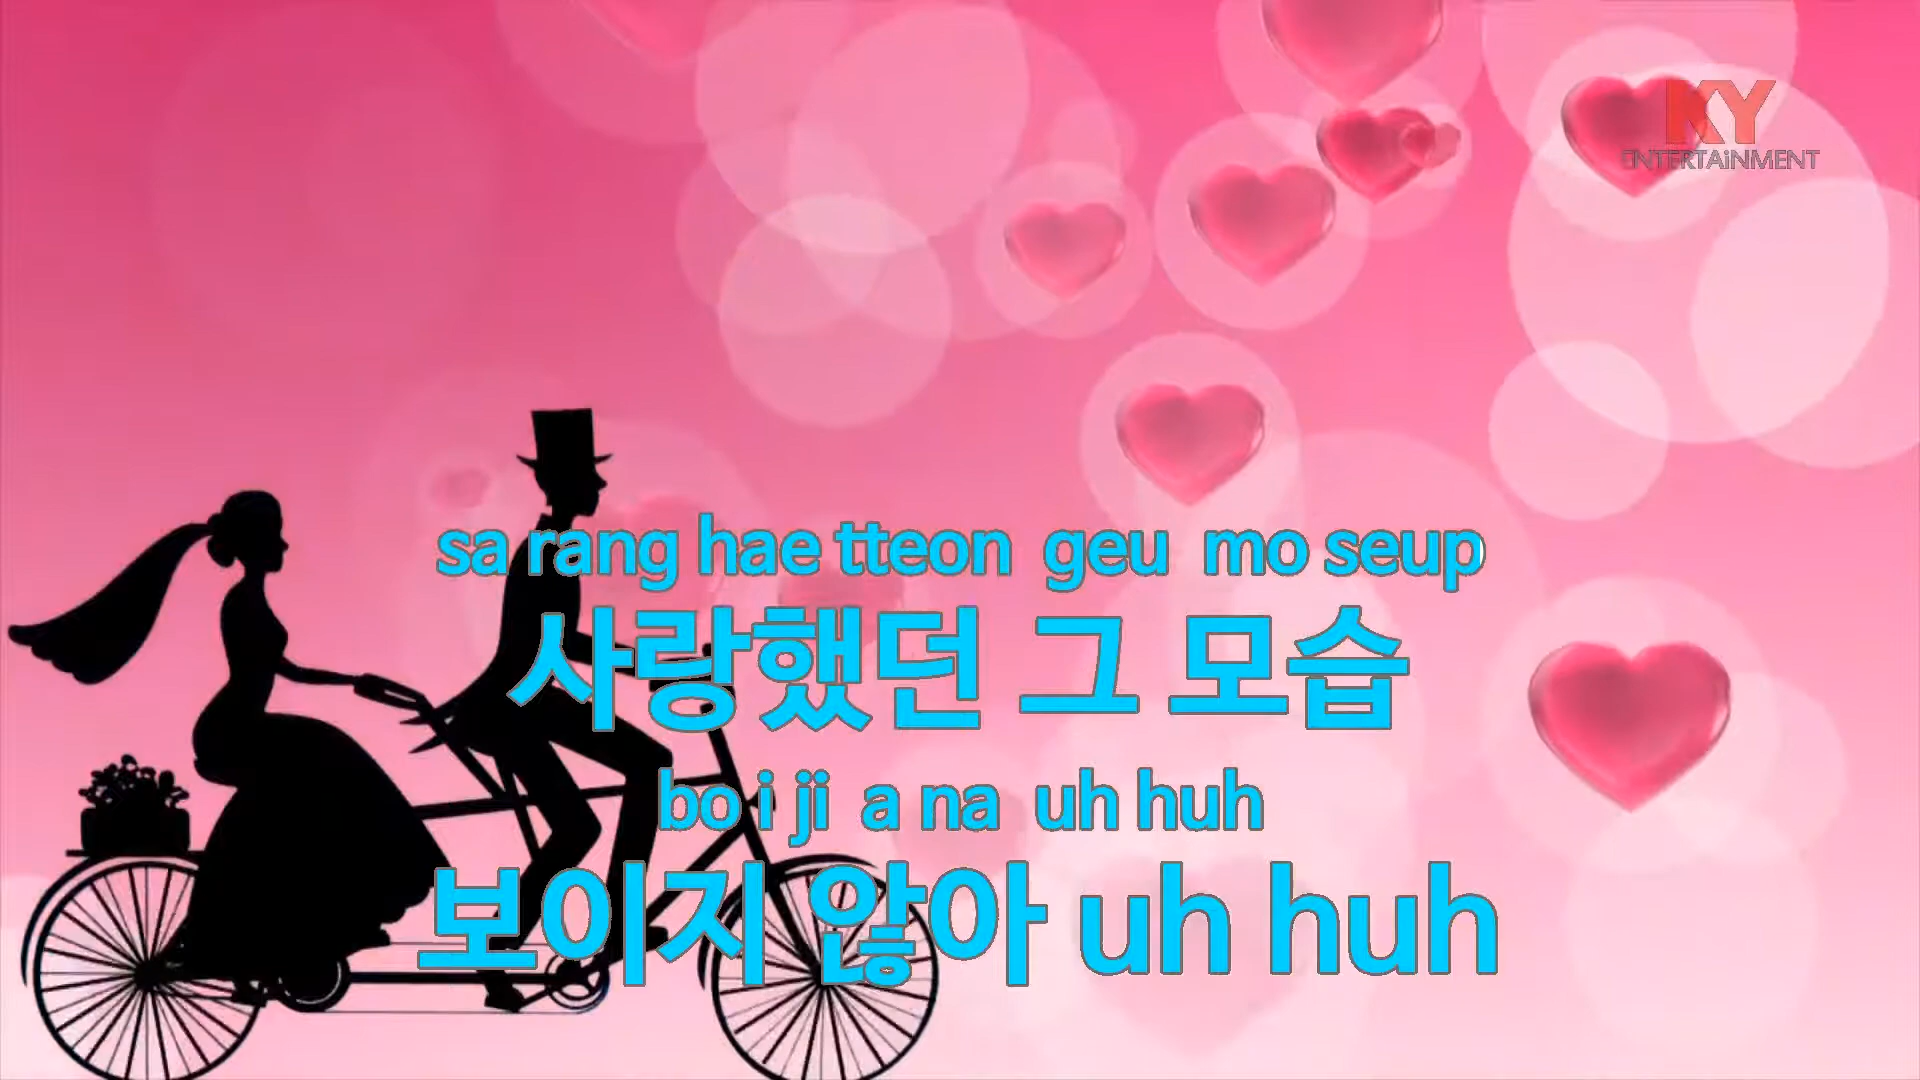 KY
ENTERTAiNMENT
sa rang hae tteon geu mo seup
사랑했던 그 모습
bo i ji a na uh huh
보이지 않아 uh huh